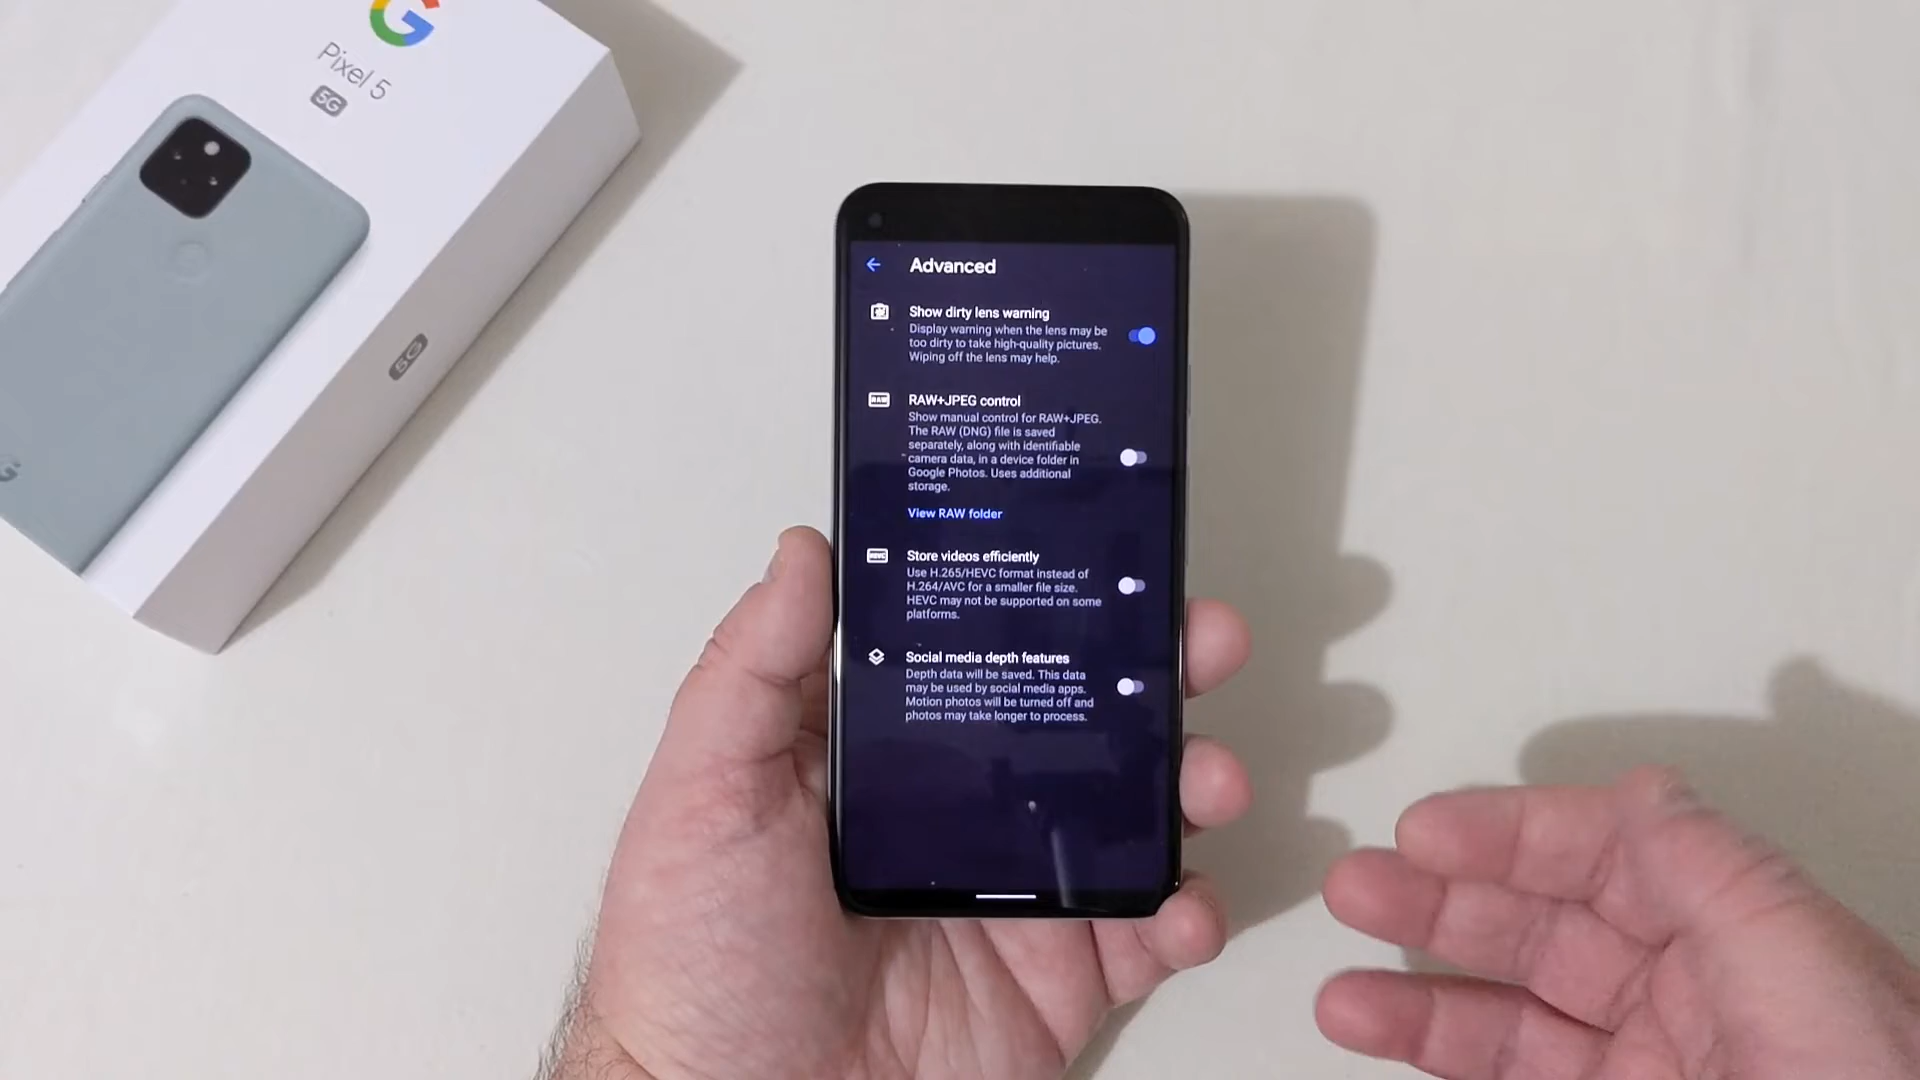 Pixel 5
5G
5G
Advanced
Show dirty lens warning
Display warning when the lens may be
too dirty to take high-quality pictures.
Wiping off the lens may help.
RAW
RAW+JPEG control
Show manual control for RAW+JPEG.
The RAW (DNG) file is saved
separately, along with identifiable
camera data, in a device folder in
Google Photos. Uses additional
storage.
View RAW folder
HEVC
Store videos efficiently
Use H.265/HEVC format instead of
H.264/AVC for a smaller file size.
HEVC may not be supported on some
platforms.
Social media depth features
Depth data will be saved. This data
may be used by social media apps.
Motion photos will be turned off and
photos may take longer to process.